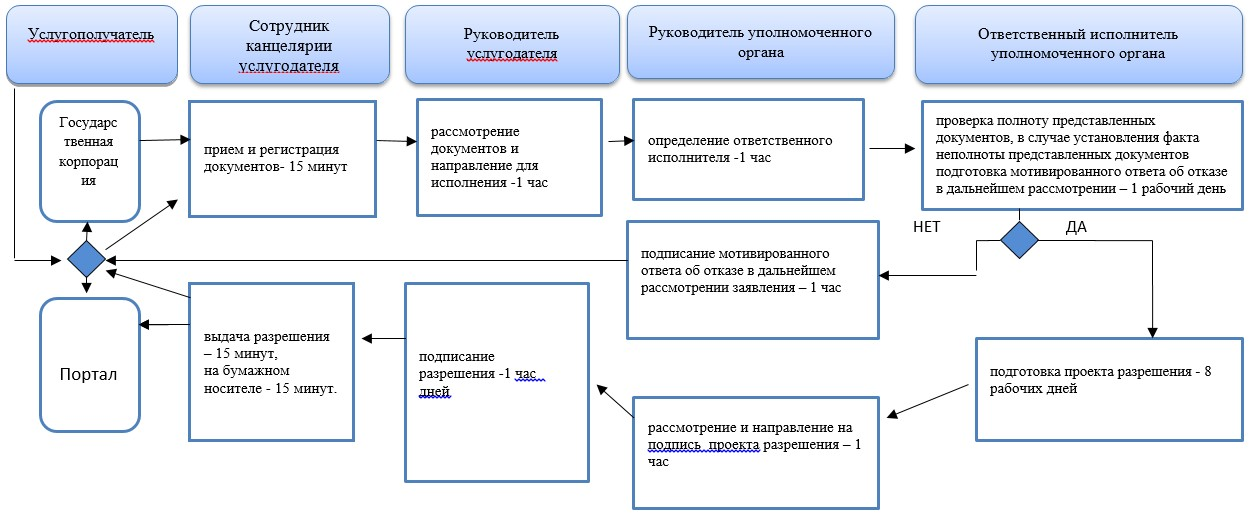 Услугополучатель
Сотрудник
канцелярии
услугодателя
Руководитель
услугодателя
Руководитель уполномоченного
органа
Ответственный исполнитель
уполномоченного органа
Государс
твенная
корпорац
ия
прием и регистрация
документов- 15 минут
рассмотрение
документов и
направление для
исполнения -1 час
определение ответственного
исполнителя -1 час
проверка полноту представленных
документов, в случае установления факта
неполноты представленных документов
подготовка мотивированного ответа об отказе
в дальнейшем рассмотрении – 1 рабочий день
НЕТ
ДА
подписание мотивированного
ответа об отказе в дальнейшем
рассмотрении заявления – 1 час
Портал
выдача разрешения
– 15 минут,
на бумажном
носителе - 15 минут.
подписание
разрешения -1 час
дней
рассмотрение и направление на
подпись проекта разрешения – 1
час
подготовка проекта разрешения - 8
рабочих дней